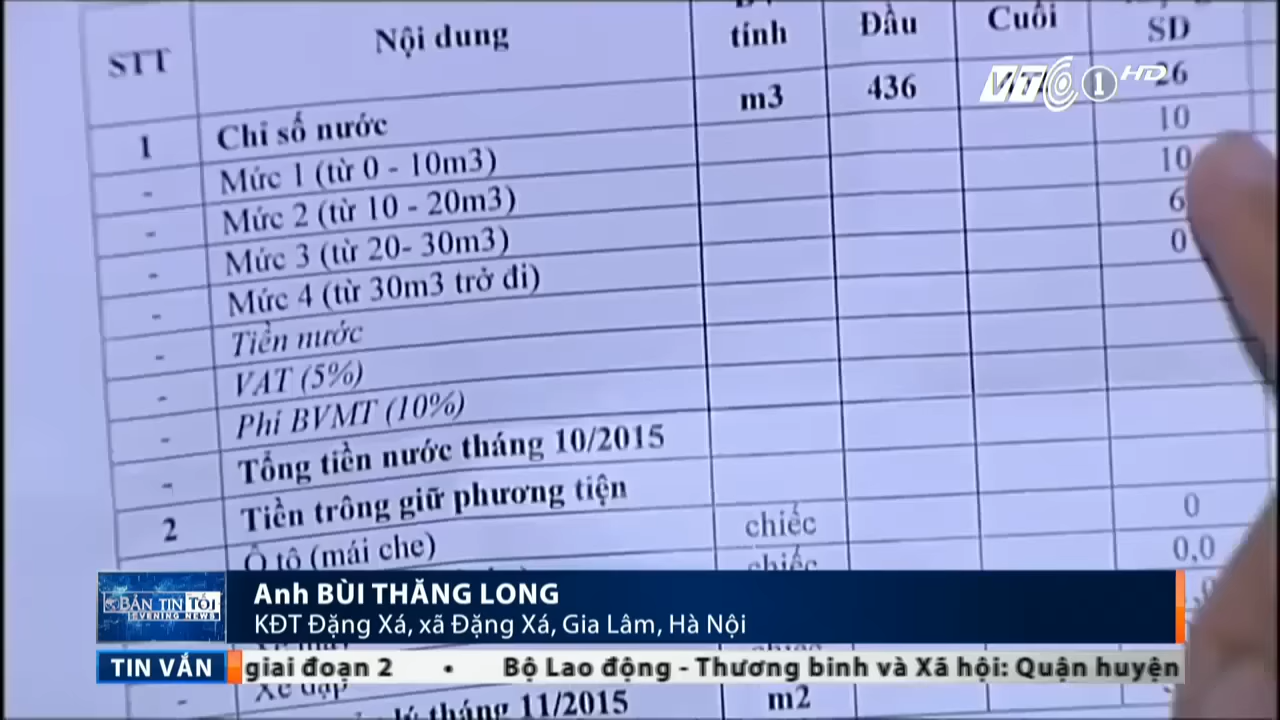 STT Nội dung tính Đầu Cuối SD
1 Chỉ số nước m3 436 26
- Mức 1 (từ 0 - 10m3) 10
- Mức 2 (từ 10 - 20m3) 10
- Mức 3 (từ 20- 30m3) 6
- Mức 4 (từ 30m3 trở đi) 0
- Tiền nước
- VAT (5%)
- Phí BVMT (10%)
- Tổng tiền nước tháng 10/2015
2 Tiền trông giữ phương tiện
Ô tô (mái che) chiếc 0
chiếc 0,0
VTC 1 HD
BẢN TIN TỐI
EVENING NEWS
Anh BÙI THĂNG LONG
KĐT Đặng Xá, xã Đặng Xá, Gia Lâm, Hà Nội
TIN VẮN giai đoạn 2 • Bộ Lao động - Thương binh và Xã hội: Quận huyện
- Xe đạp
tháng 11/2015 m2